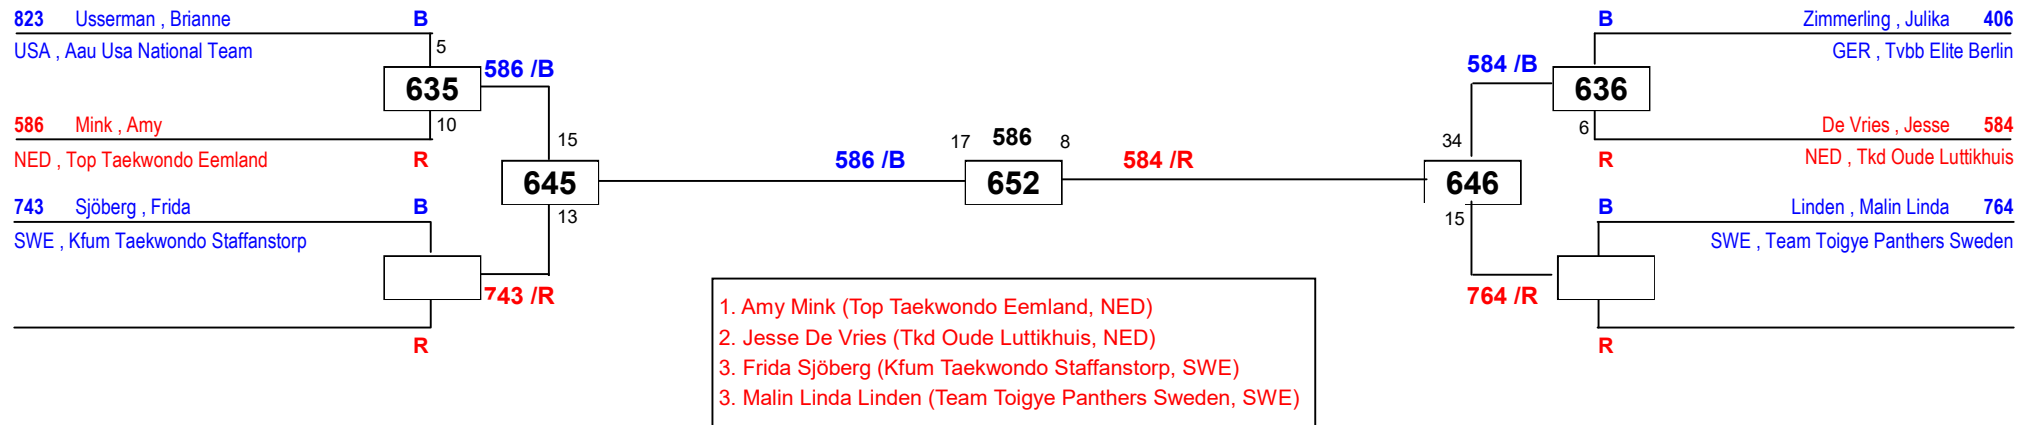 823 Usserman , Brianne B
USA , Aau Usa National Team
5
635
586 /B
10
586 Mink , Amy
NED , Top Taekwondo Eemland R
15
645
13
743 Sjöberg , Frida B
SWE , Kfum Taekwondo Staffanstorp
743 /R
R
586 /B
17 586 8
652
584 /R
B Zimmerling , Julika 406
GER , Tvbb Elite Berlin
584 /B
636
6
De Vries , Jesse 584
R NED , Tkd Oude Luttikhuis
34
646
15
B Linden , Malin Linda 764
SWE , Team Toigye Panthers Sweden
764 /R
R
1. Amy Mink (Top Taekwondo Eemland, NED)
2. Jesse De Vries (Tkd Oude Luttikhuis, NED)
3. Frida Sjöberg (Kfum Taekwondo Staffanstorp, SWE)
3. Malin Linda Linden (Team Toigye Panthers Sweden, SWE)